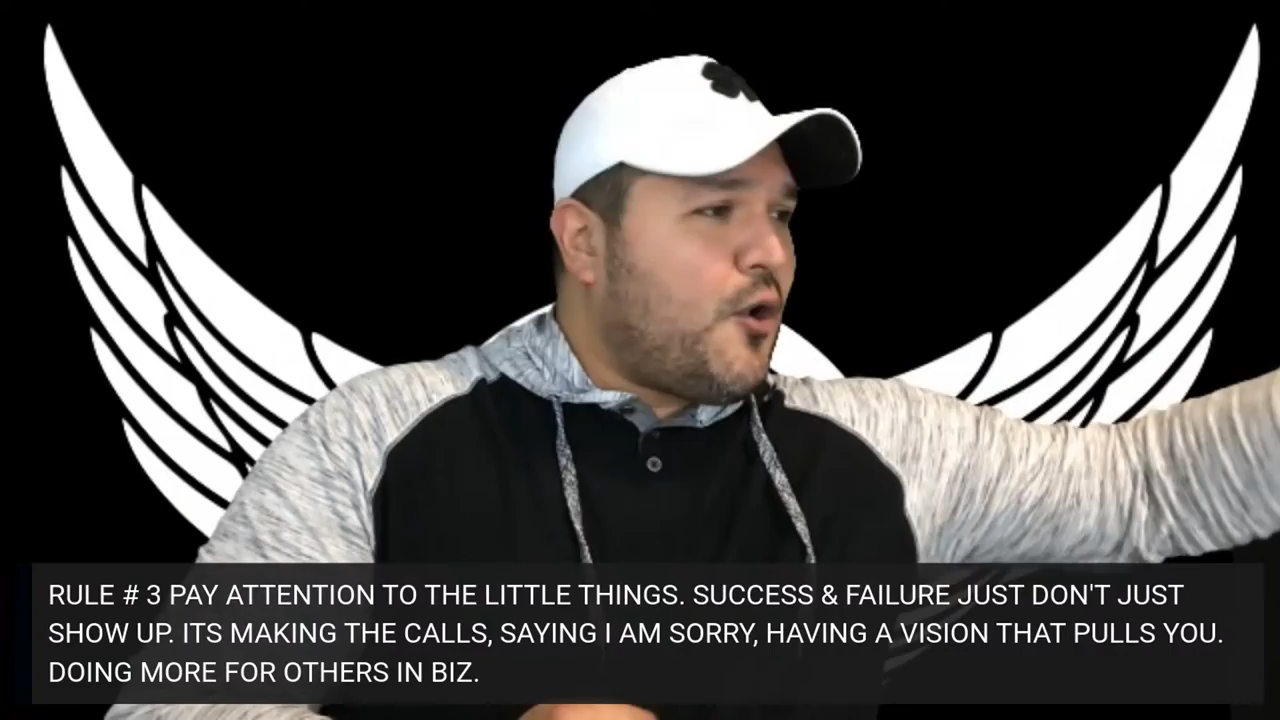 RULE # 3 PAY ATTENTION TO THE LITTLE THINGS. SUCCESS & FAILURE JUST DON'T JUST
SHOW UP. ITS MAKING THE CALLS, SAYING I AM SORRY, HAVING A VISION THAT PULLS YOU.
DOING MORE FOR OTHERS IN BIZ.